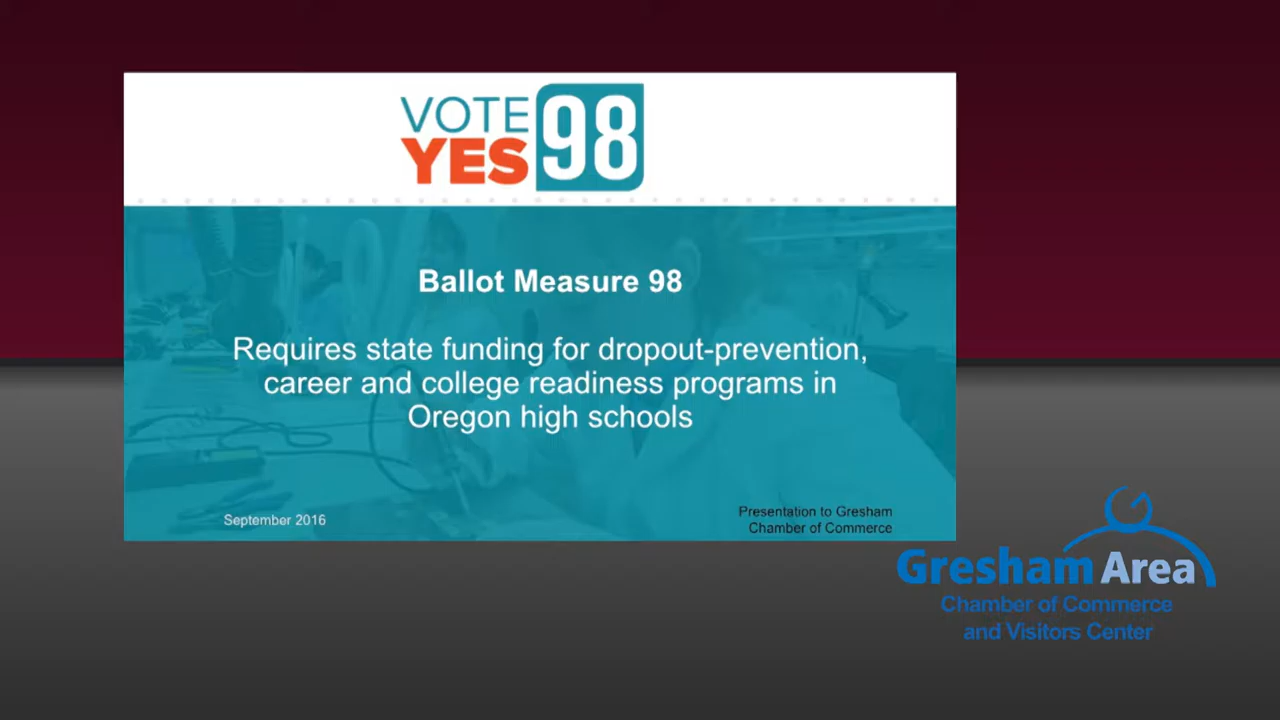 VOTE
YES 98
Ballot Measure 98
Requires state funding for dropout-prevention,
career and college readiness programs in
Oregon high schools
September 2016
Presentation to Gresham
Chamber of Commerce
Gresham Area
Chamber of Commerce
and Visitors Center